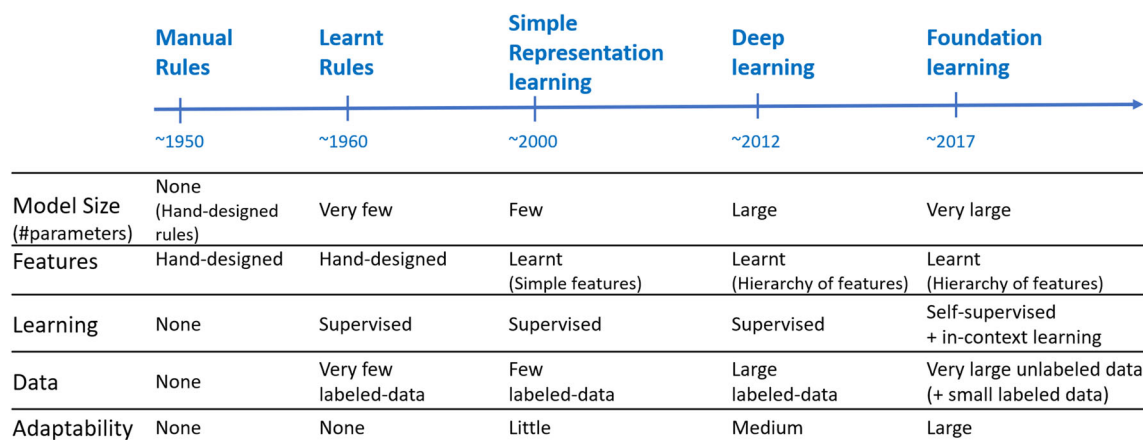 Manual Rules
Learnt Rules
Simple Representation learning
Deep learning
Foundation learning
~1950
~1960
~2000
~2012
~2017
Model Size (#parameters)
None (Hand-designed rules)
Very few
Few
Large
Very large
Features
Hand-designed
Hand-designed
Learnt (Simple features)
Learnt (Hierarchy of features)
Learnt (Hierarchy of features)
Learning
None
Supervised
Supervised
Supervised
Self-supervised + in-context learning
Data
None
Very few labeled-data
Few labeled-data
Large labeled-data
Very large unlabeled data (+ small labeled data)
Adaptability
None
None
Little
Medium
Large